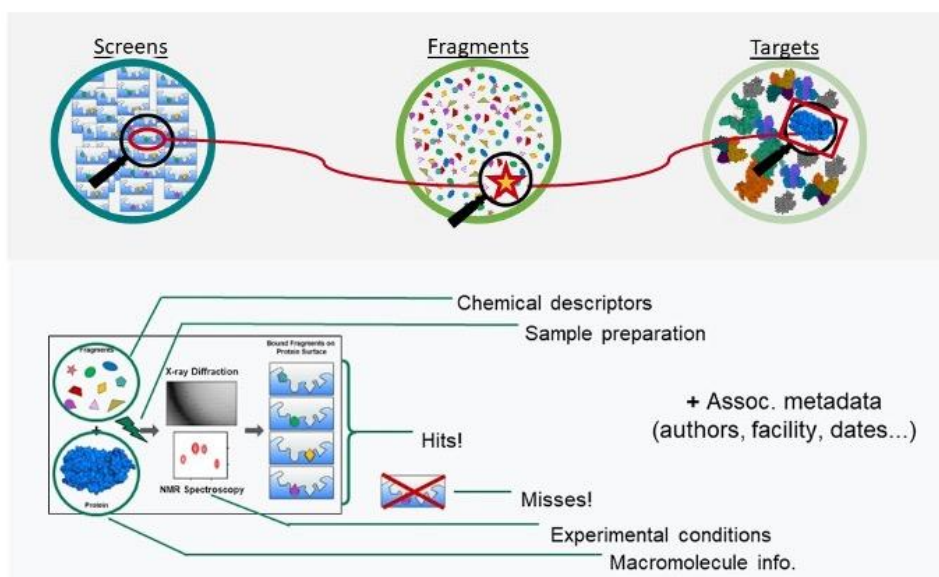 Screens
Fragments
Targets
Chemical descriptors
Sample preparation
Fragments
Bound Fragments on
Protein Surface
X-ray Diffraction
+
+ Assoc. metadata
(authors, facility, dates...)
Hits!
NMR Spectroscopy
Misses!
Protein
Experimental conditions
Macromolecule info.